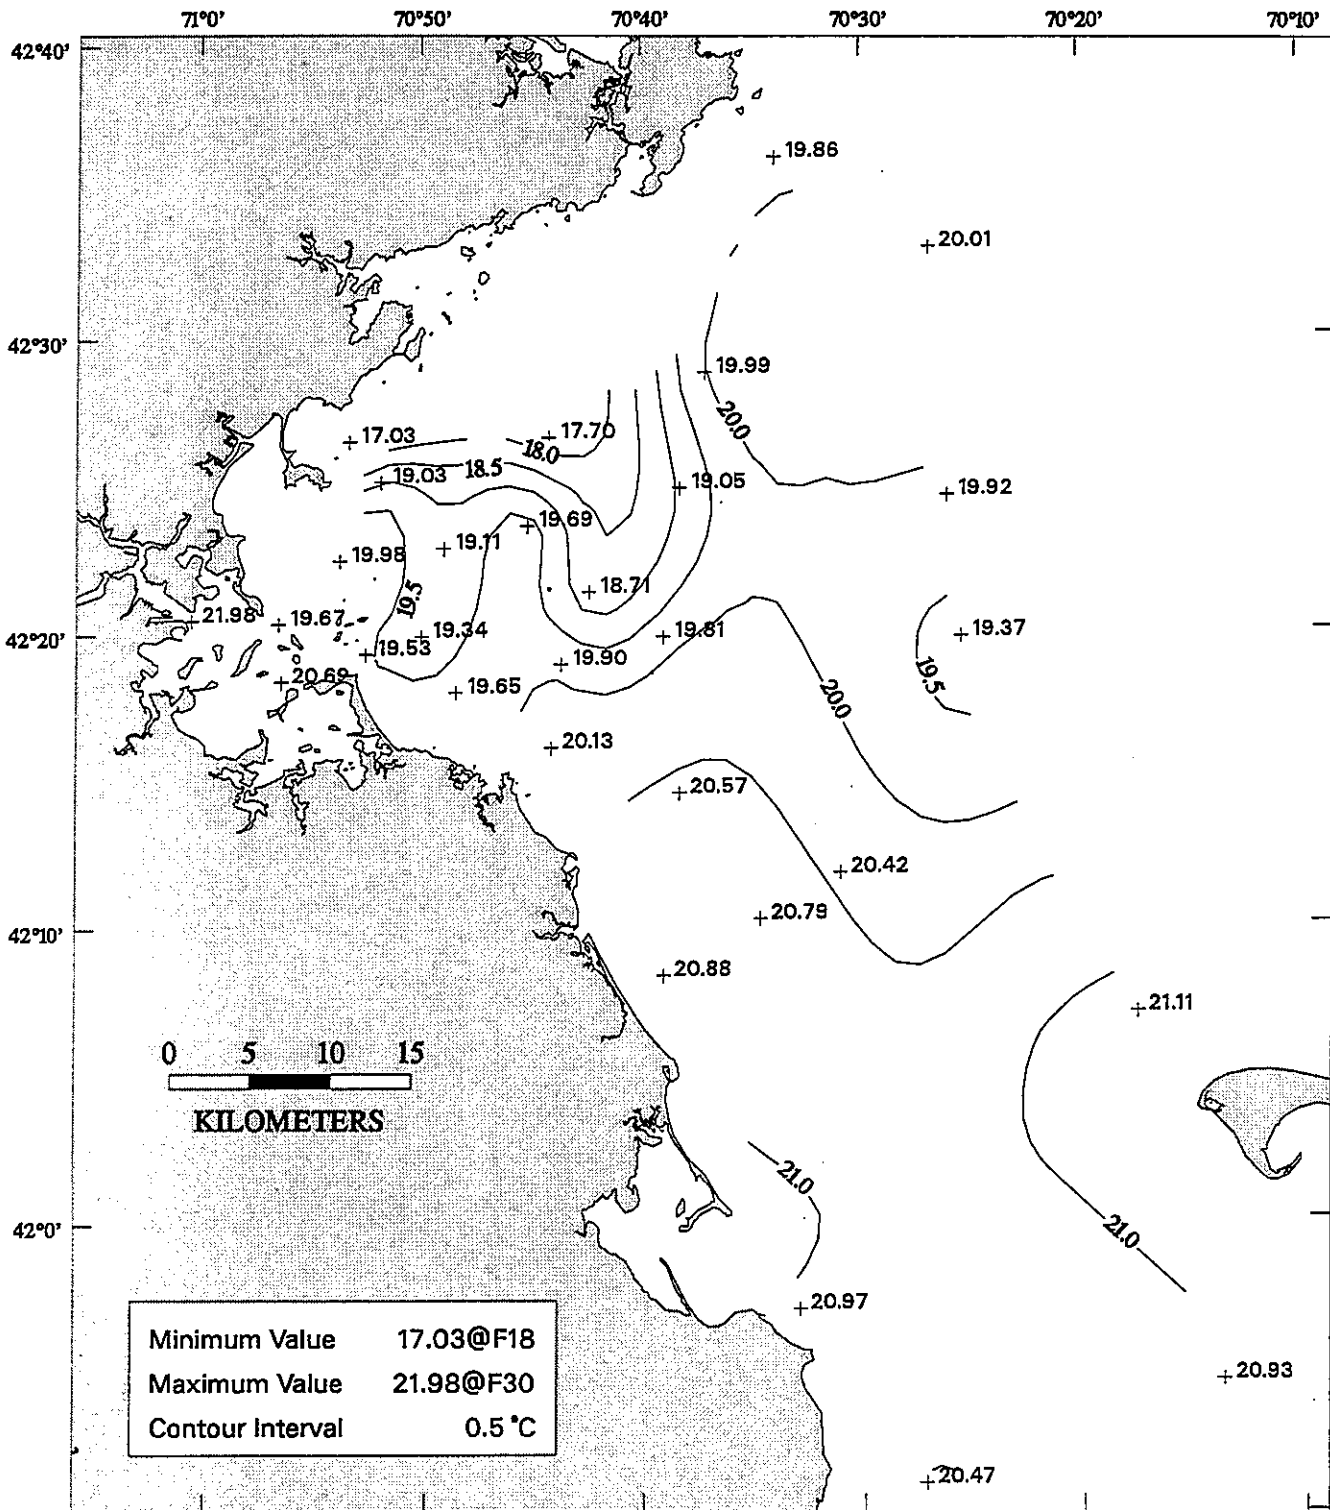 71°0' 70°50' 70°40' 70°30' 70°20' 70°10'
42°40'
+19.86
+20.01
42°30'
+19.99
20.0
+17.03 +17.70
18.0
+19.03 18.5 +19.05 +19.92
+19.69
+19.98 +19.11
+18.71
19.5
+21.98 +19.67
42°20' +19.34 +19.81 +19.37
+19.53 +19.90
+20.69 +19.65 20.0 19.5
+20.13
+20.57
+20.42
+20.79
42°10'
+20.88
+21.11
0 5 10 15
KILOMETERS
21.0
42°0' 21.0
+20.97
Minimum Value 17.03@F18
Maximum Value 21.98@F30
Contour Interval 0.5 °C
+20.93
+20.47